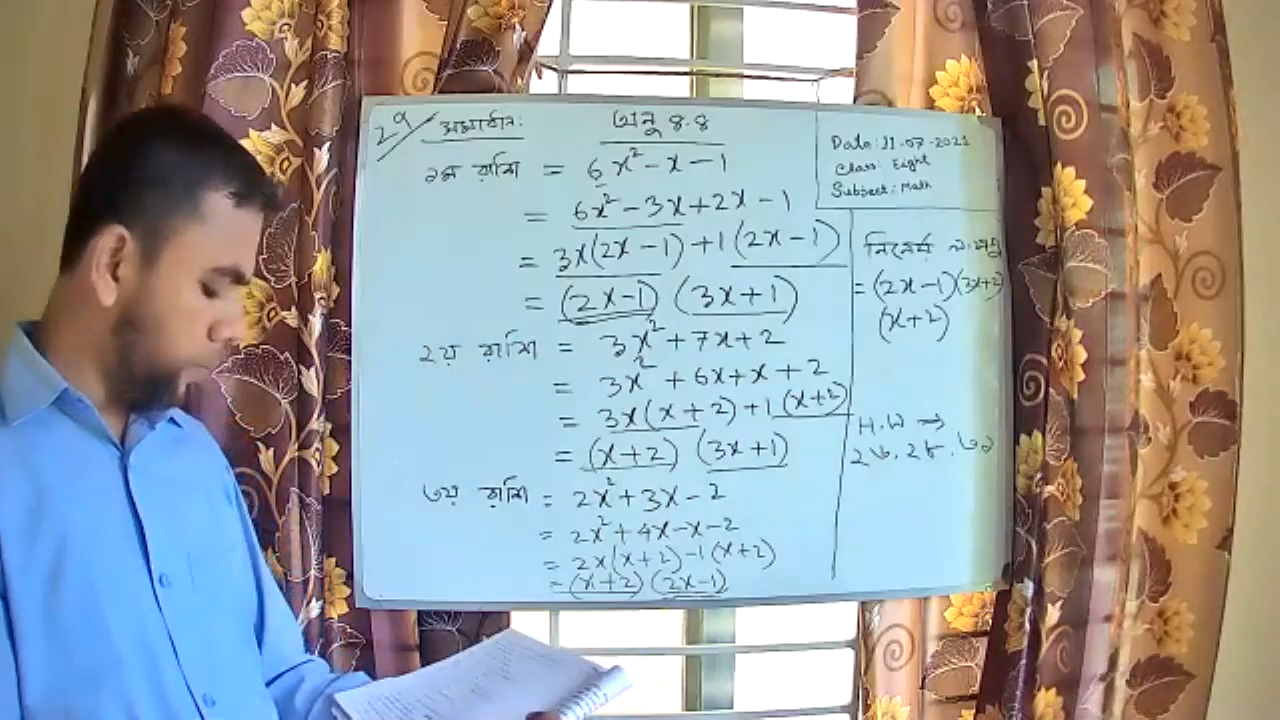 ২৭/ সমাধান: অনু ৪.৪
১ম রাশি = 6x² - x - 1
= 6x² - 3x + 2x - 1
= 3x(2x - 1) + 1(2x - 1)
= (2x - 1) (3x + 1)
২য় রাশি = 3x² + 7x + 2
= 3x² + 6x + x + 2
= 3x(x + 2) + 1(x + 2)
= (x + 2) (3x + 1)
৩য় রাশি = 2x² + 3x - 2
= 2x² + 4x - x - 2
= 2x(x + 2) - 1(x + 2)
= (x + 2) (2x - 1)
Date: 11-07-2021
Class: Eight
Subject: Math
নির্ণেয় ল.সা.গু
= (2x - 1)(3x + 2)
(x + 2)
H.W ⇒
২৬, ২৮, ৩০